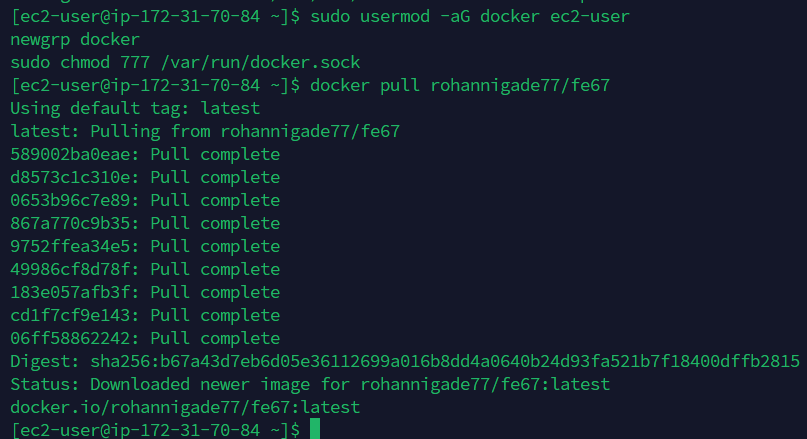 [ec2-user@ip-172-31-70-84 ~]$ sudo usermod -aG docker ec2-user
newgrp docker
sudo chmod 777 /var/run/docker.sock
[ec2-user@ip-172-31-70-84 ~]$ docker pull rohannigade77/fe67
Using default tag: latest
latest: Pulling from rohannigade77/fe67
589002ba0eae: Pull complete
d8573c1c310e: Pull complete
0653b96c7e89: Pull complete
867a770c9b35: Pull complete
9752ffea34e5: Pull complete
49986cf8d78f: Pull complete
183e057afb3f: Pull complete
cd1f7cf9e143: Pull complete
06ff58862242: Pull complete
Digest: sha256:b67a43d7eb6d05e36112699a016b8dd4a0640b24d93fa521b7f18400dffb2815
Status: Downloaded newer image for rohannigade77/fe67:latest
docker.io/rohannigade77/fe67:latest
[ec2-user@ip-172-31-70-84 ~]$